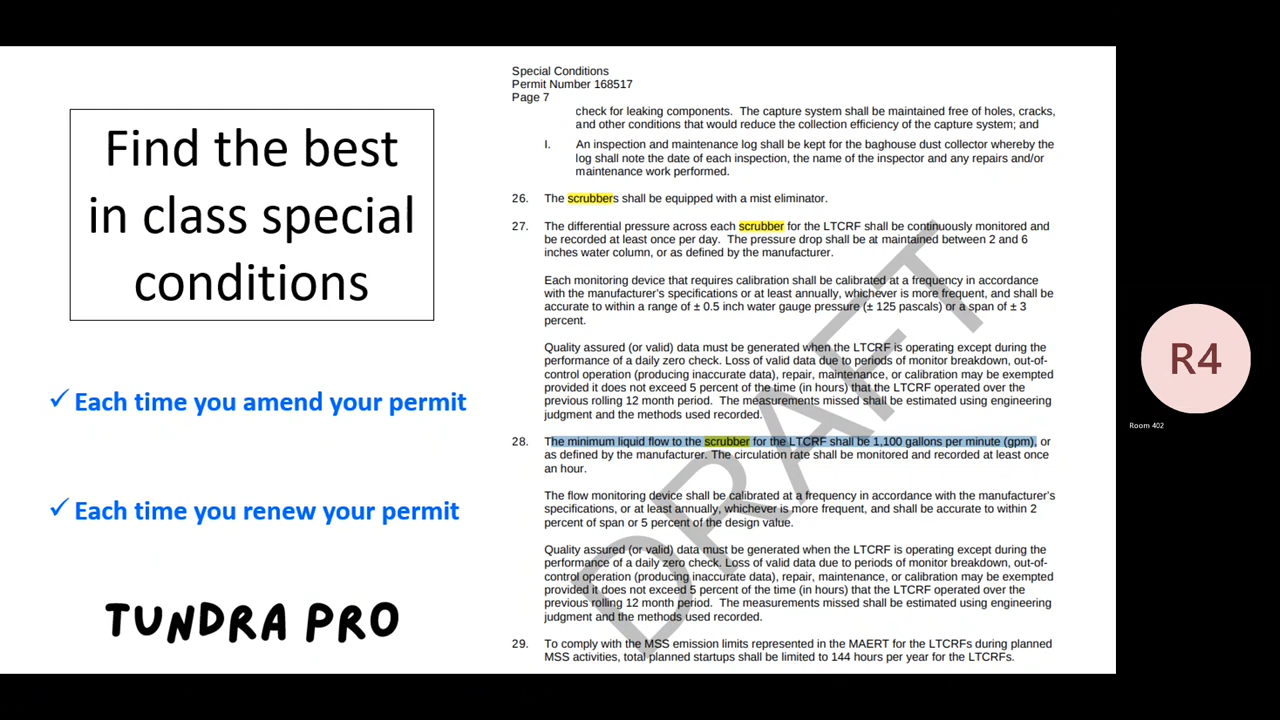 Find the best
in class special
conditions
✓ Each time you amend your permit
✓ Each time you renew your permit
TUNDRA PRO
Special Conditions
Permit Number 168517
Page 7
check for leaking components. The capture system shall be maintained free of holes, cracks,
and other conditions that would reduce the collection efficiency of the capture system; and
I. An inspection and maintenance log shall be kept for the baghouse dust collector whereby the
log shall note the date of each inspection, the name of the inspector and any repairs and/or
maintenance work performed.
26. The scrubbers shall be equipped with a mist eliminator.
27. The differential pressure across each scrubber for the LTCRF shall be continuously monitored and
be recorded at least once per day. The pressure drop shall be at maintained between 2 and 6
inches water column, or as defined by the manufacturer.
Each monitoring device that requires calibration shall be calibrated at a frequency in accordance
with the manufacturer's specifications or at least annually, whichever is more frequent, and shall be
accurate to within a range of ± 0.5 inch water gauge pressure (± 125 pascals) or a span of ± 3
percent.
Quality assured (or valid) data must be generated when the LTCRF is operating except during the
performance of a daily zero check. Loss of valid data due to periods of monitor breakdown, out-of-
control operation (producing inaccurate data), repair, maintenance, or calibration may be exempted
provided it does not exceed 5 percent of the time (in hours) that the LTCRF operated over the
previous rolling 12 month period. The measurements missed shall be estimated using engineering
judgment and the methods used recorded.
28. The minimum liquid flow to the scrubber for the LTCRF shall be 1,100 gallons per minute (gpm), or
as defined by the manufacturer. The circulation rate shall be monitored and recorded at least once
an hour.
The flow monitoring device shall be calibrated at a frequency in accordance with the manufacturer's
specifications, or at least annually, whichever is more frequent, and shall be accurate to within 2
percent of span or 5 percent of the design value.
Quality assured (or valid) data must be generated when the LTCRF is operating except during the
performance of a daily zero check. Loss of valid data due to periods of monitor breakdown, out-of-
control operation (producing inaccurate data), repair, maintenance, or calibration may be exempted
provided it does not exceed 5 percent of the time (in hours) that the LTCRF operated over the
previous rolling 12 month period. The measurements missed shall be estimated using engineering
judgment and the methods used recorded.
29. To comply with the MSS emission limits represented in the MAERT for the LTCRFs during planned
MSS activities, total planned startups shall be limited to 144 hours per year for the LTCRFs.
DRAFT
R4
Room 402